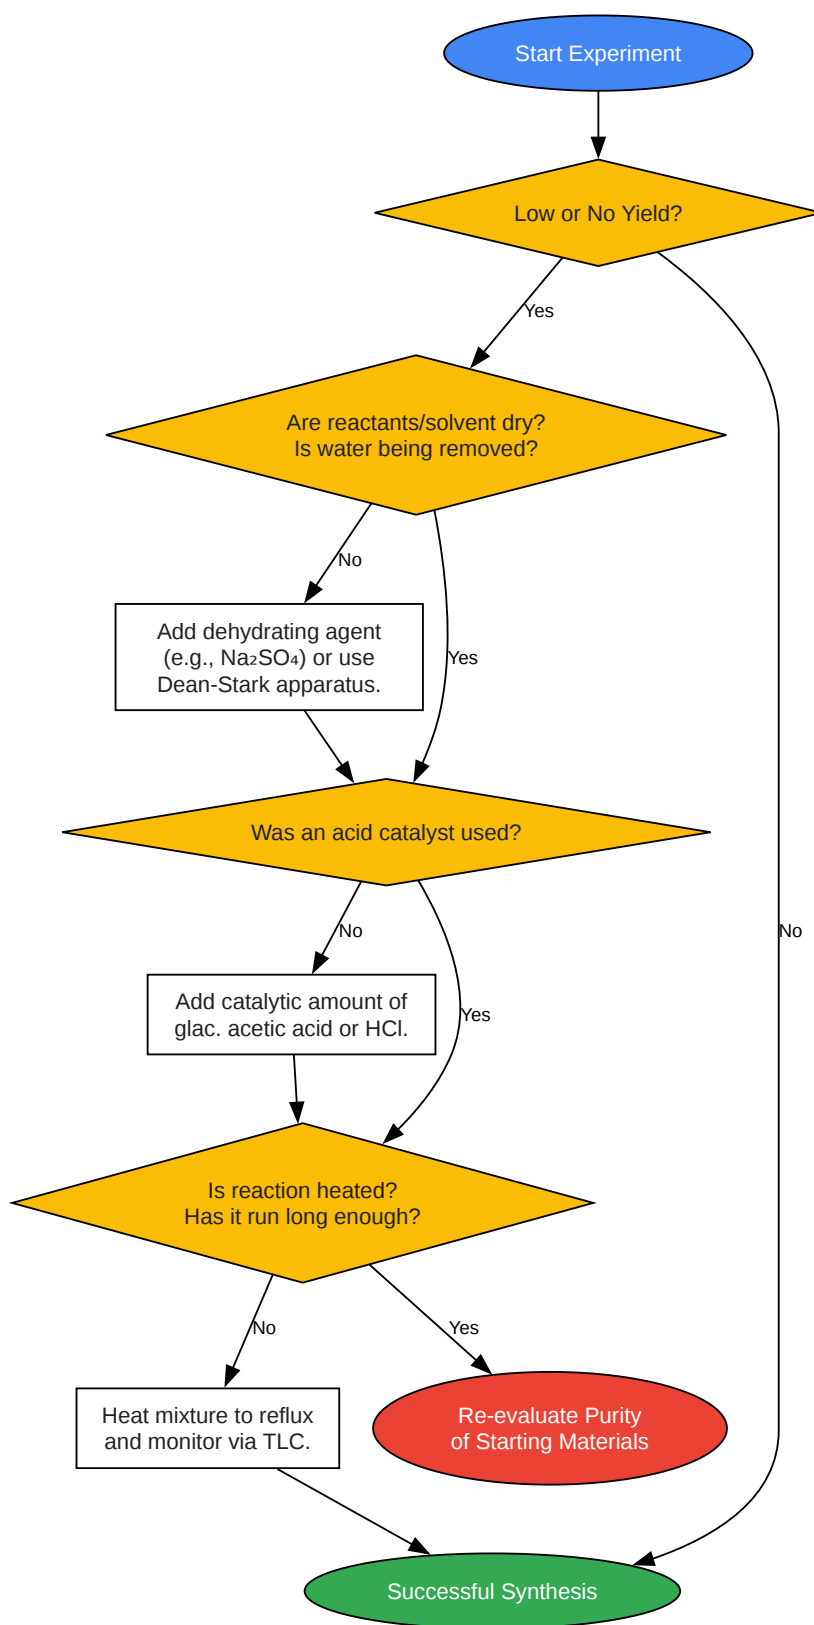 Start Experiment
Low or No Yield?
Yes
Are reactants/solvent dry?
Is water being removed?
No
Add dehydrating agent
(e.g., Na₂SO₄) or use
Dean-Stark apparatus.
Yes
Was an acid catalyst used?
No
No
Add catalytic amount of
glac. acetic acid or HCl.
Yes
Is reaction heated?
Has it run long enough?
No
Yes
Heat mixture to reflux
and monitor via TLC.
Re-evaluate Purity
of Starting Materials
Successful Synthesis